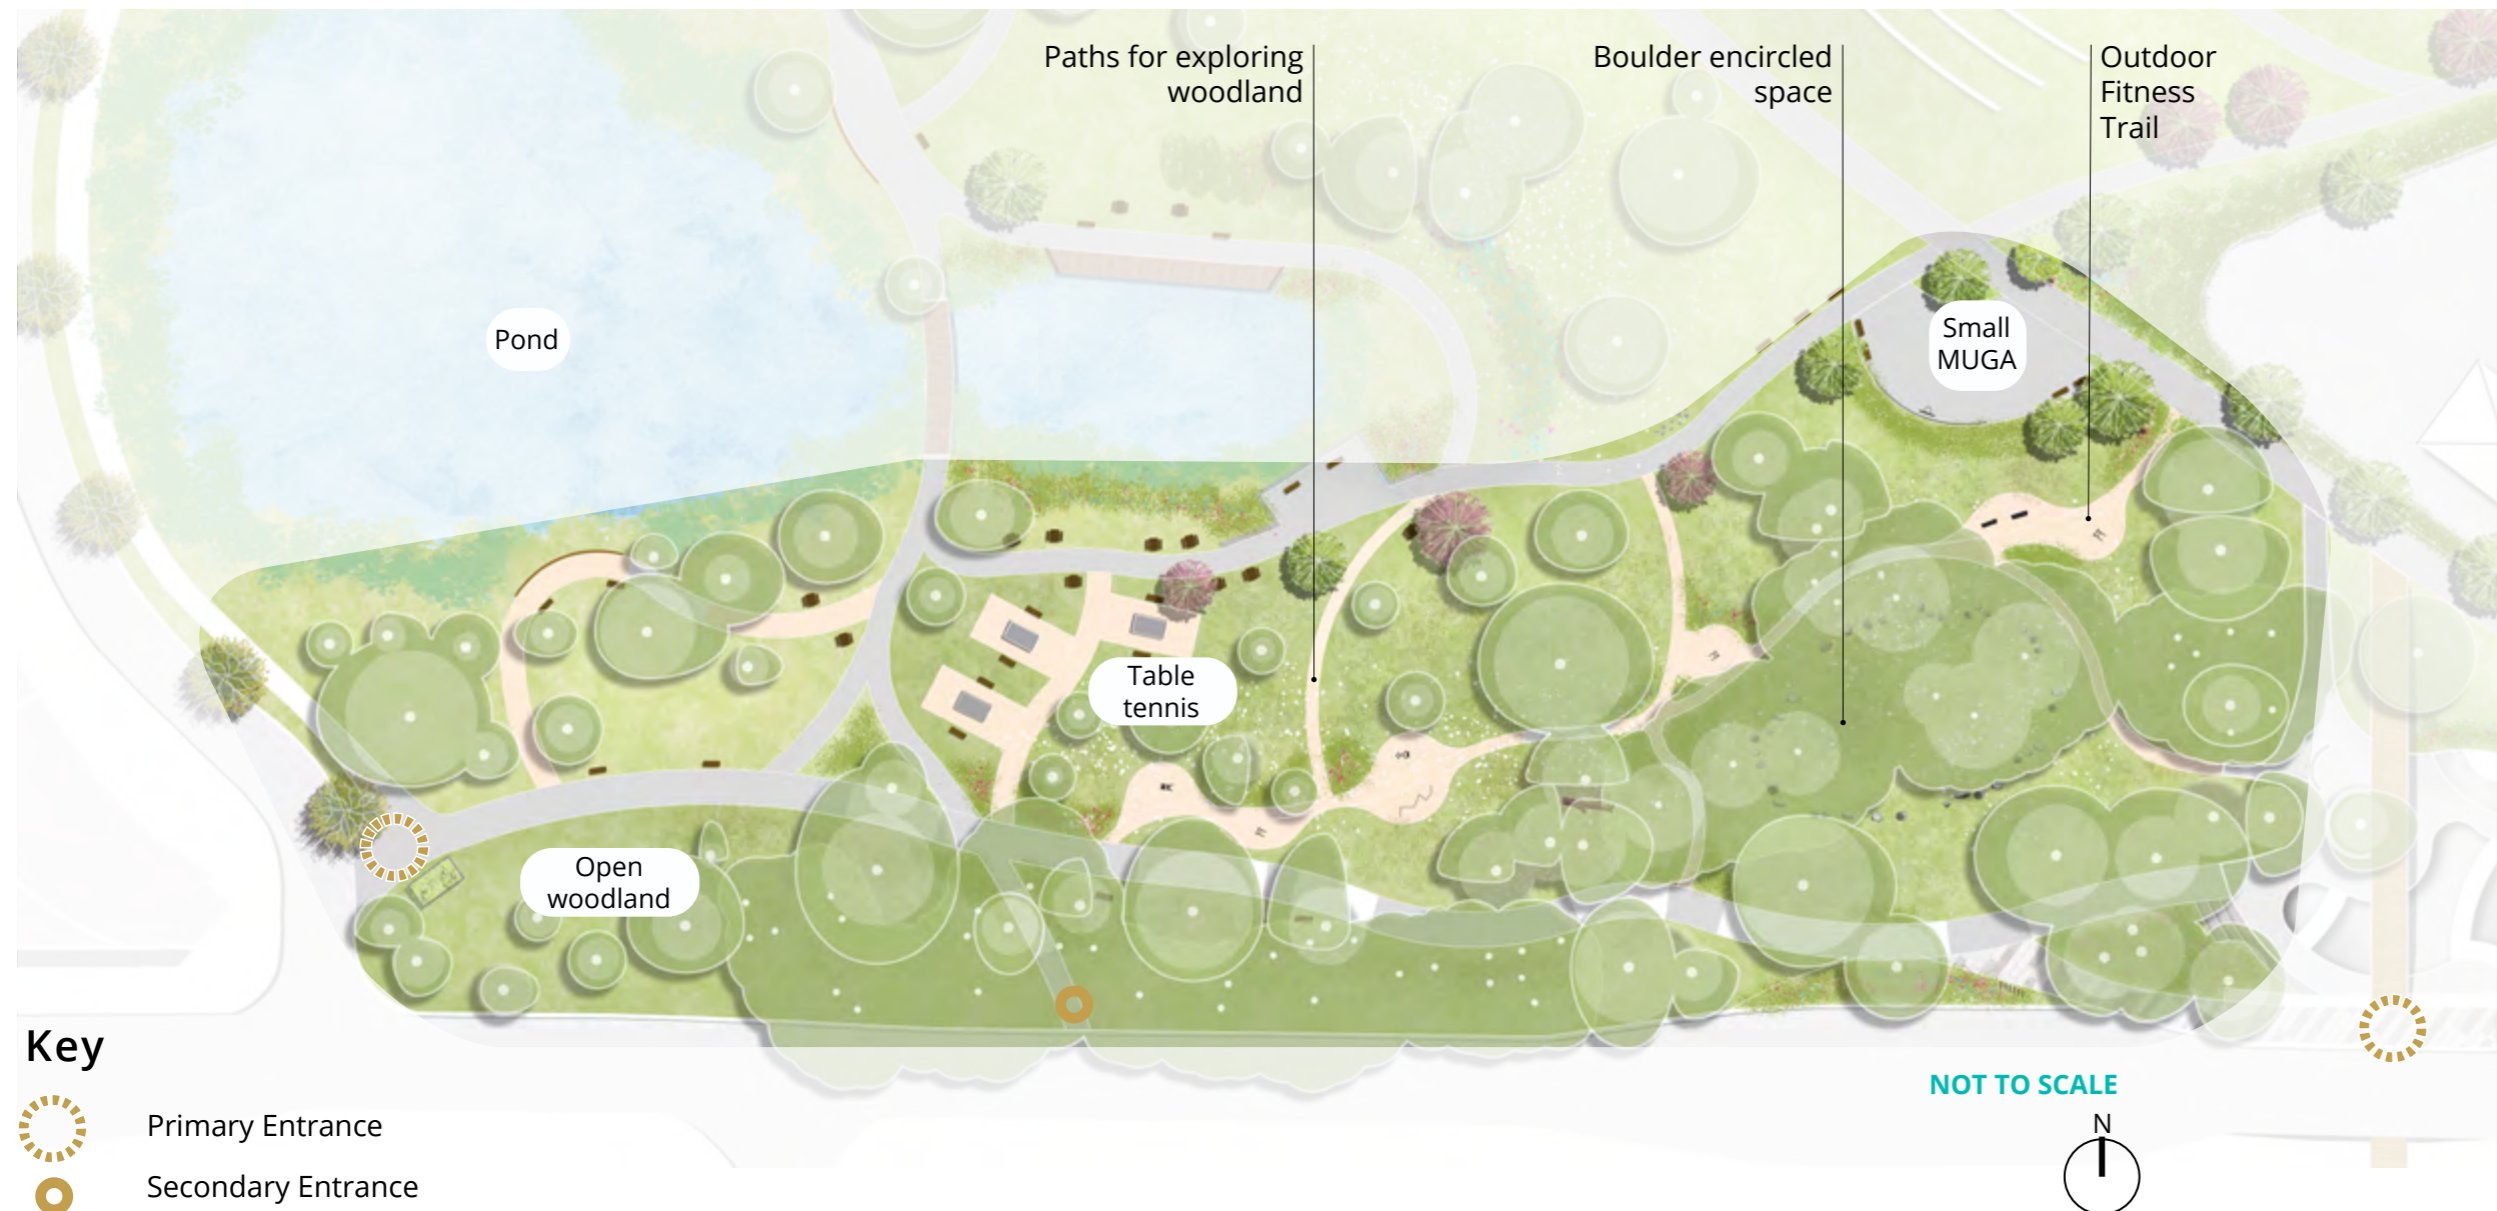 Paths for exploring
woodland
Boulder encircled
space
Outdoor
Fitness
Trail
Pond
Small
MUGA
Table
tennis
Open
woodland
Key
Primary Entrance
Secondary Entrance
NOT TO SCALE
N